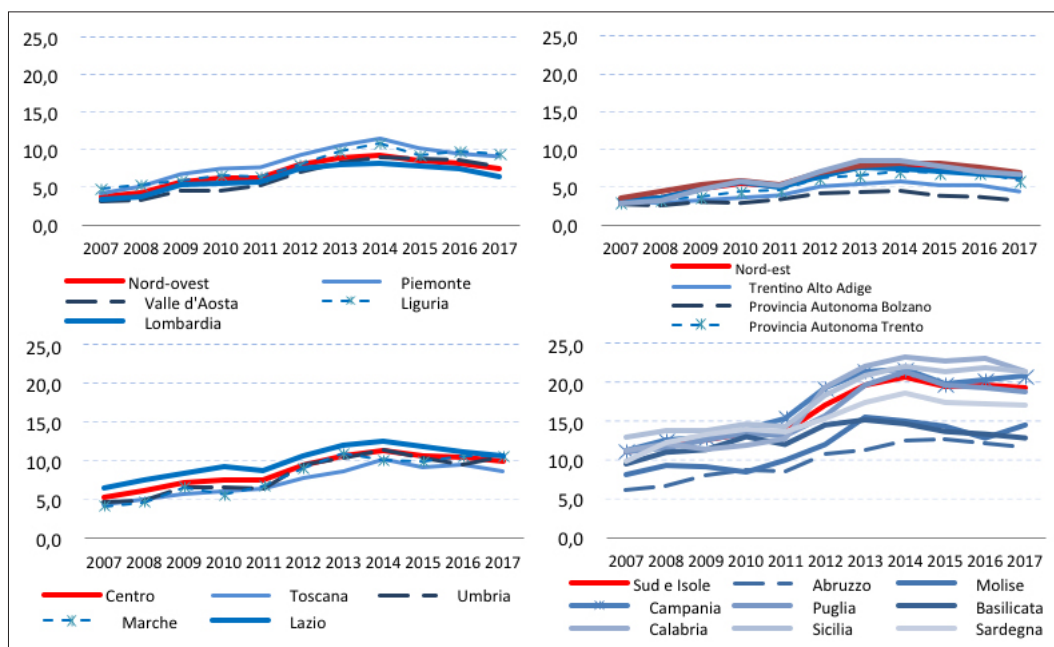 25,0
20,0
15,0
10,0
5,0
0,0
2007 2008 2009 2010 2011 2012 2013 2014 2015 2016 2017
Nord-ovest Piemonte
Valle d'Aosta Liguria
Lombardia
25,0
20,0
15,0
10,0
5,0
0,0
2007 2008 2009 2010 2011 2012 2013 2014 2015 2016 2017
Nord-est
Trentino Alto Adige
Provincia Autonoma Bolzano
Provincia Autonoma Trento
25,0
20,0
15,0
10,0
5,0
0,0
2007 2008 2009 2010 2011 2012 2013 2014 2015 2016 2017
Centro Toscana Umbria
Marche Lazio
25,0
20,0
15,0
10,0
5,0
0,0
2007 2008 2009 2010 2011 2012 2013 2014 2015 2016 2017
Sud e Isole Abruzzo Molise
Campania Puglia Basilicata
Calabria Sicilia Sardegna